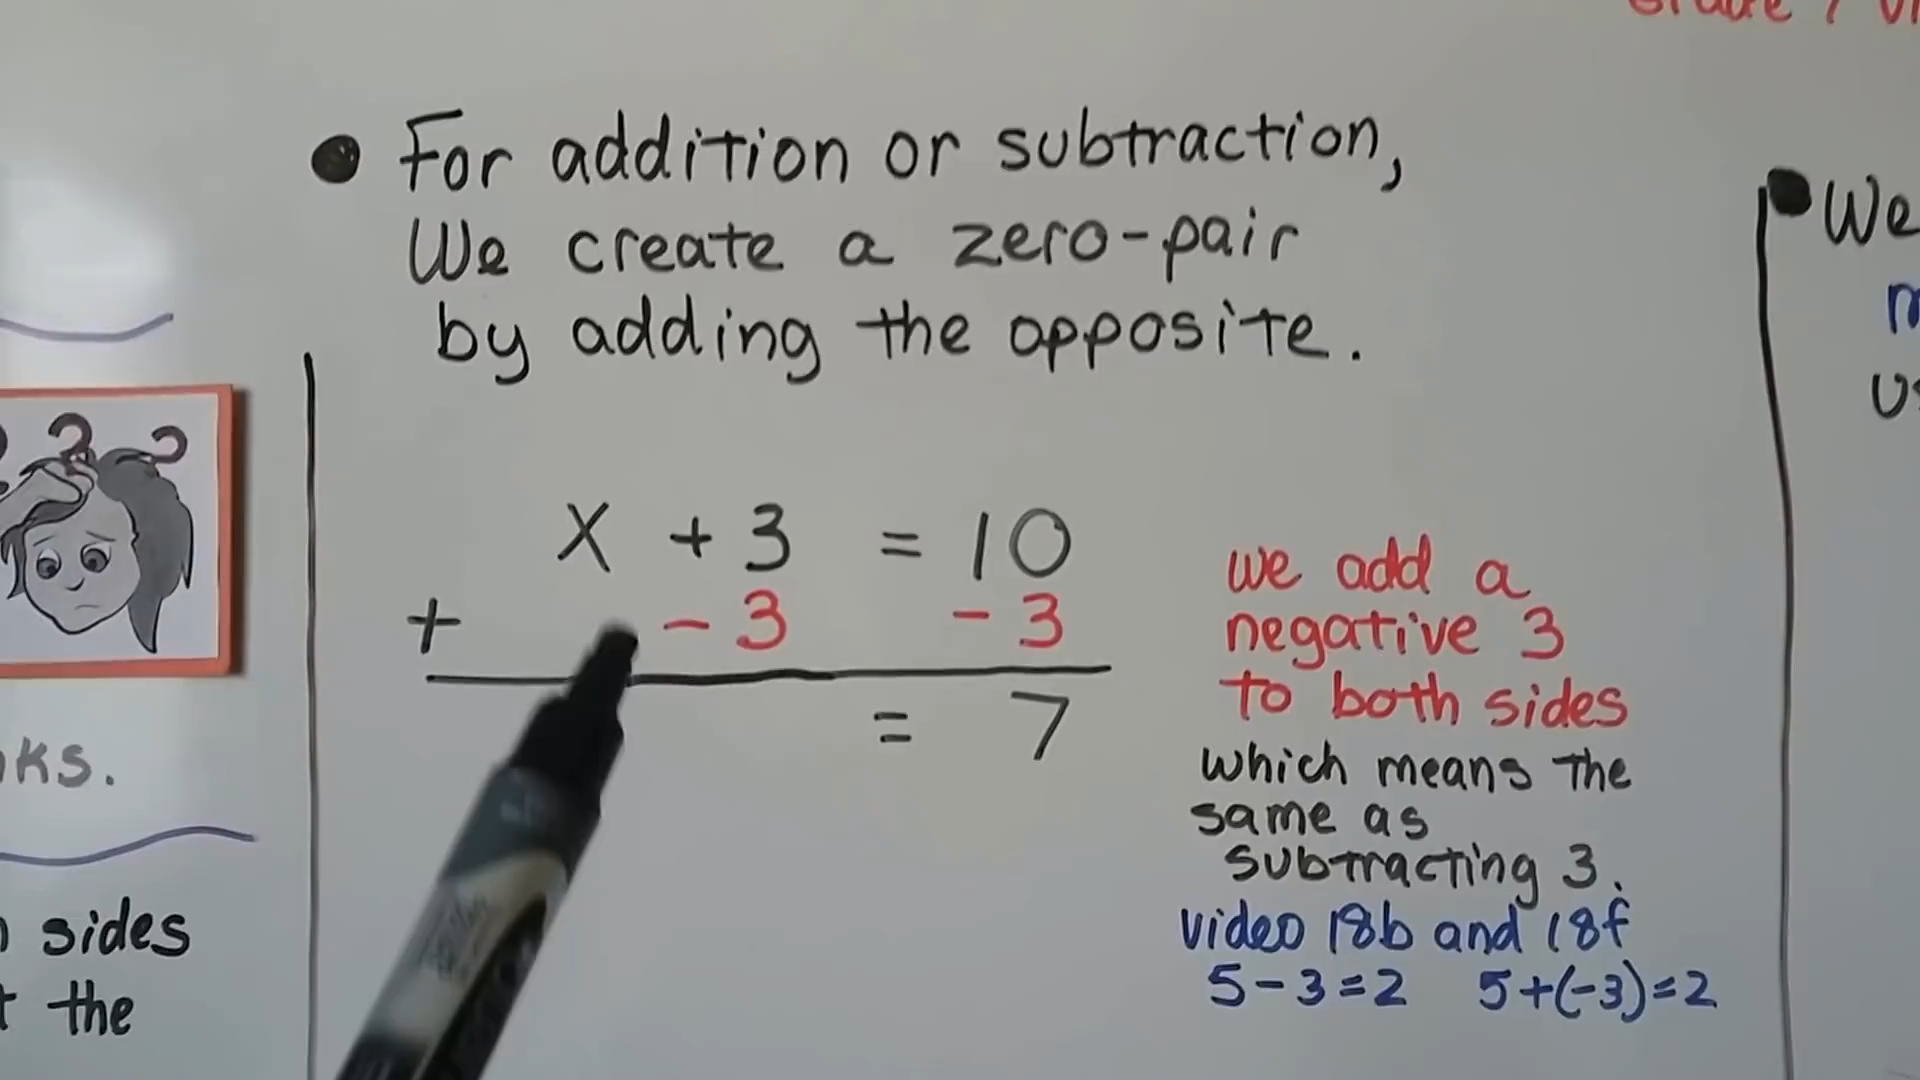 For addition or subtraction,
We create a zero-pair
by adding the opposite.
x + 3 = 10
+ - 3 - 3
= 7
we add a
negative 3
to both sides
which means the
same as
subtracting 3.
video 18b and 18f
5-3=2 5+(-3)=2
sides
the
We